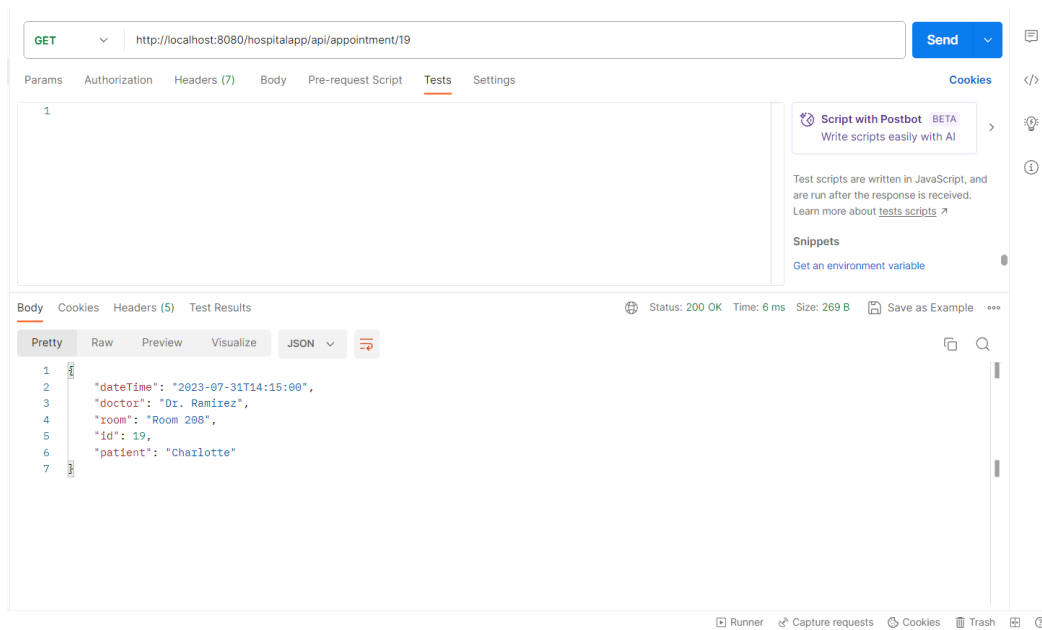 GET http://localhost:8080/hospitalapp/api/appointment/19 Send
Params Authorization Headers (7) Body Pre-request Script Tests Settings Cookies
1
Script with Postbot BETA
Write scripts easily with AI
Test scripts are written in JavaScript, and
are run after the response is received.
Learn more about tests scripts
Snippets
Get an environment variable
Body Cookies Headers (5) Test Results Status: 200 OK Time: 6 ms Size: 269 B Save as Example
Pretty Raw Preview Visualize JSON
1 {
2 "dateTime": "2023-07-31T14:15:00",
3 "doctor": "Dr. Ramirez",
4 "room": "Room 208",
5 "id": 19,
6 "patient": "Charlotte"
7 }
Runner Capture requests Cookies Trash